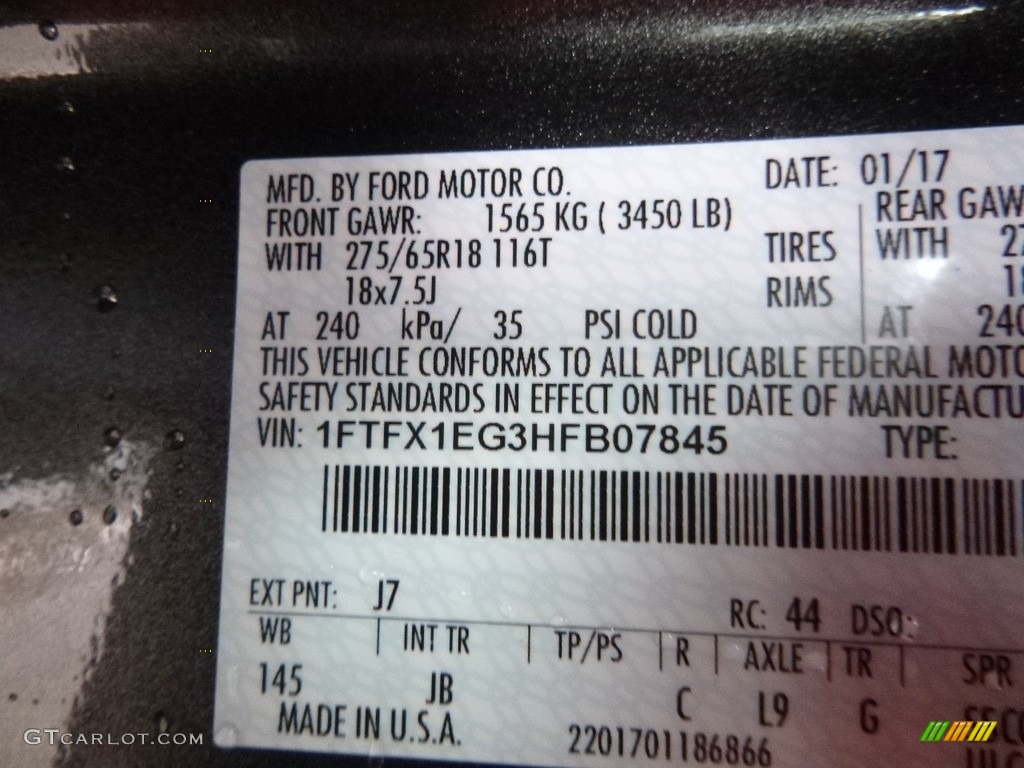 MFD. BY FORD MOTOR CO. DATE: 01/17
FRONT GAWR: 1565 KG ( 3450 LB) REAR GAW
WITH 275/65R18 116T TIRES WITH 27
18x7.5J RIMS 18
AT 240 kPa/ 35 PSI COLD AT 240
THIS VEHICLE CONFORMS TO ALL APPLICABLE FEDERAL MOTO
SAFETY STANDARDS IN EFFECT ON THE DATE OF MANUFACTU
VIN: 1FTFX1EG3HFB07845 TYPE:
EXT PNT: J7 RC: 44 DSO:
WB | INT TR | TP/PS | R | AXLE | TR | SPR
145 JB C L9 G
MADE IN U.S.A. 2201701186866
GTCARLOT.COM